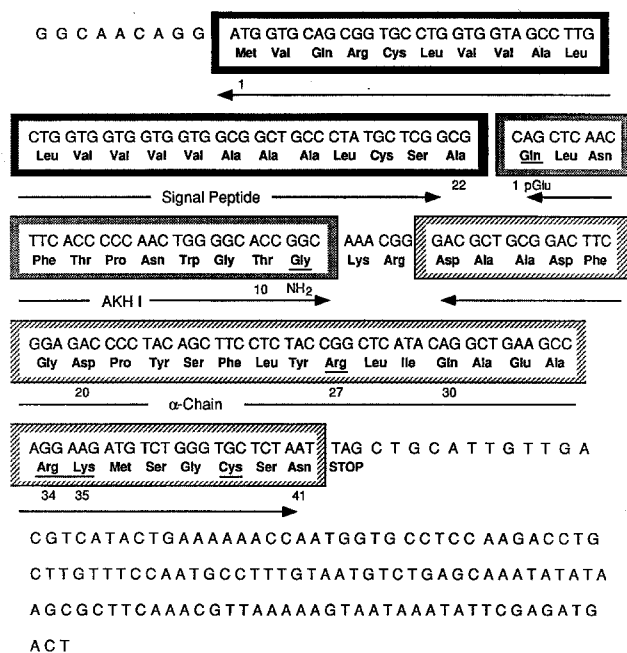 G G C A A C A G G ATG GTG CAG CGG TGC CTG GTG GTA GCC TTG
Met Val Gln Arg Cys Leu Val Val Ala Leu
1
CTG GTG GTG GTG GTG GCG GCT GCC CTA TGC TCG GCG CAG CTC AAC
Leu Val Val Val Val Ala Ala Ala Leu Cys Ser Ala Gln Leu Asn
Signal Peptide 22 1 pGlu
TTC ACC CCC AAC TGG GGC ACC GGC AAA CGG GAC GCT GCG GAC TTC
Phe Thr Pro Asn Trp Gly Thr Gly Lys Arg Asp Ala Ala Asp Phe
AKH I 10 NH2
GGA GAC CCC TAC AGC TTC CTC TAC CGG CTC ATA CAG GCT GAA GCC
Gly Asp Pro Tyr Ser Phe Leu Tyr Arg Leu Ile Gln Ala Glu Ala
20 27 30
α-Chain
AGG AAG ATG TCT GGG TGC TCT AAT TAG C T G C A T T G T T G A
Arg Lys Met Ser Gly Cys Ser Asn STOP
34 35 41
CGTCATACTGAAAAAACCAATGGTGCCTCCAAGACCTG
CTTGTTTCCAATGCCTTTGTAATGTCTGAGCAAATATATA
AGCGCTTCAAACGTTAAAAAGTAATAAATATTCGAGATG
ACT